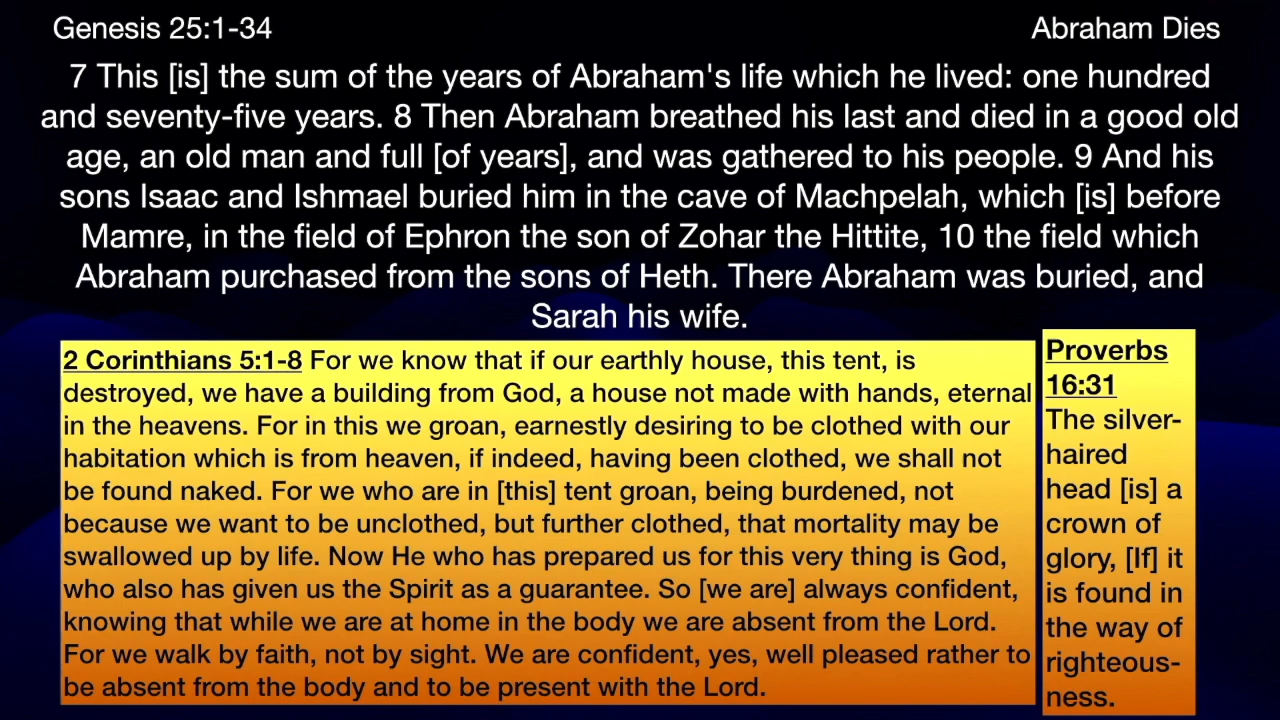 Genesis 25:1-34
Abraham Dies
7 This [is] the sum of the years of Abraham's life which he lived: one hundred
and seventy-five years. 8 Then Abraham breathed his last and died in a good old
age, an old man and full [of years], and was gathered to his people. 9 And his
sons Isaac and Ishmael buried him in the cave of Machpelah, which [is] before
Mamre, in the field of Ephron the son of Zohar the Hittite, 10 the field which
Abraham purchased from the sons of Heth. There Abraham was buried, and
Sarah his wife.
2 Corinthians 5:1-8 For we know that if our earthly house, this tent, is
destroyed, we have a building from God, a house not made with hands, eternal
in the heavens. For in this we groan, earnestly desiring to be clothed with our
habitation which is from heaven, if indeed, having been clothed, we shall not
be found naked. For we who are in [this] tent groan, being burdened, not
because we want to be unclothed, but further clothed, that mortality may be
swallowed up by life. Now He who has prepared us for this very thing is God,
who also has given us the Spirit as a guarantee. So [we are] always confident,
knowing that while we are at home in the body we are absent from the Lord.
For we walk by faith, not by sight. We are confident, yes, well pleased rather to
be absent from the body and to be present with the Lord.
Proverbs
16:31
The silver-
haired
head [is] a
crown of
glory, [If] it
is found in
the way of
righteous-
ness.